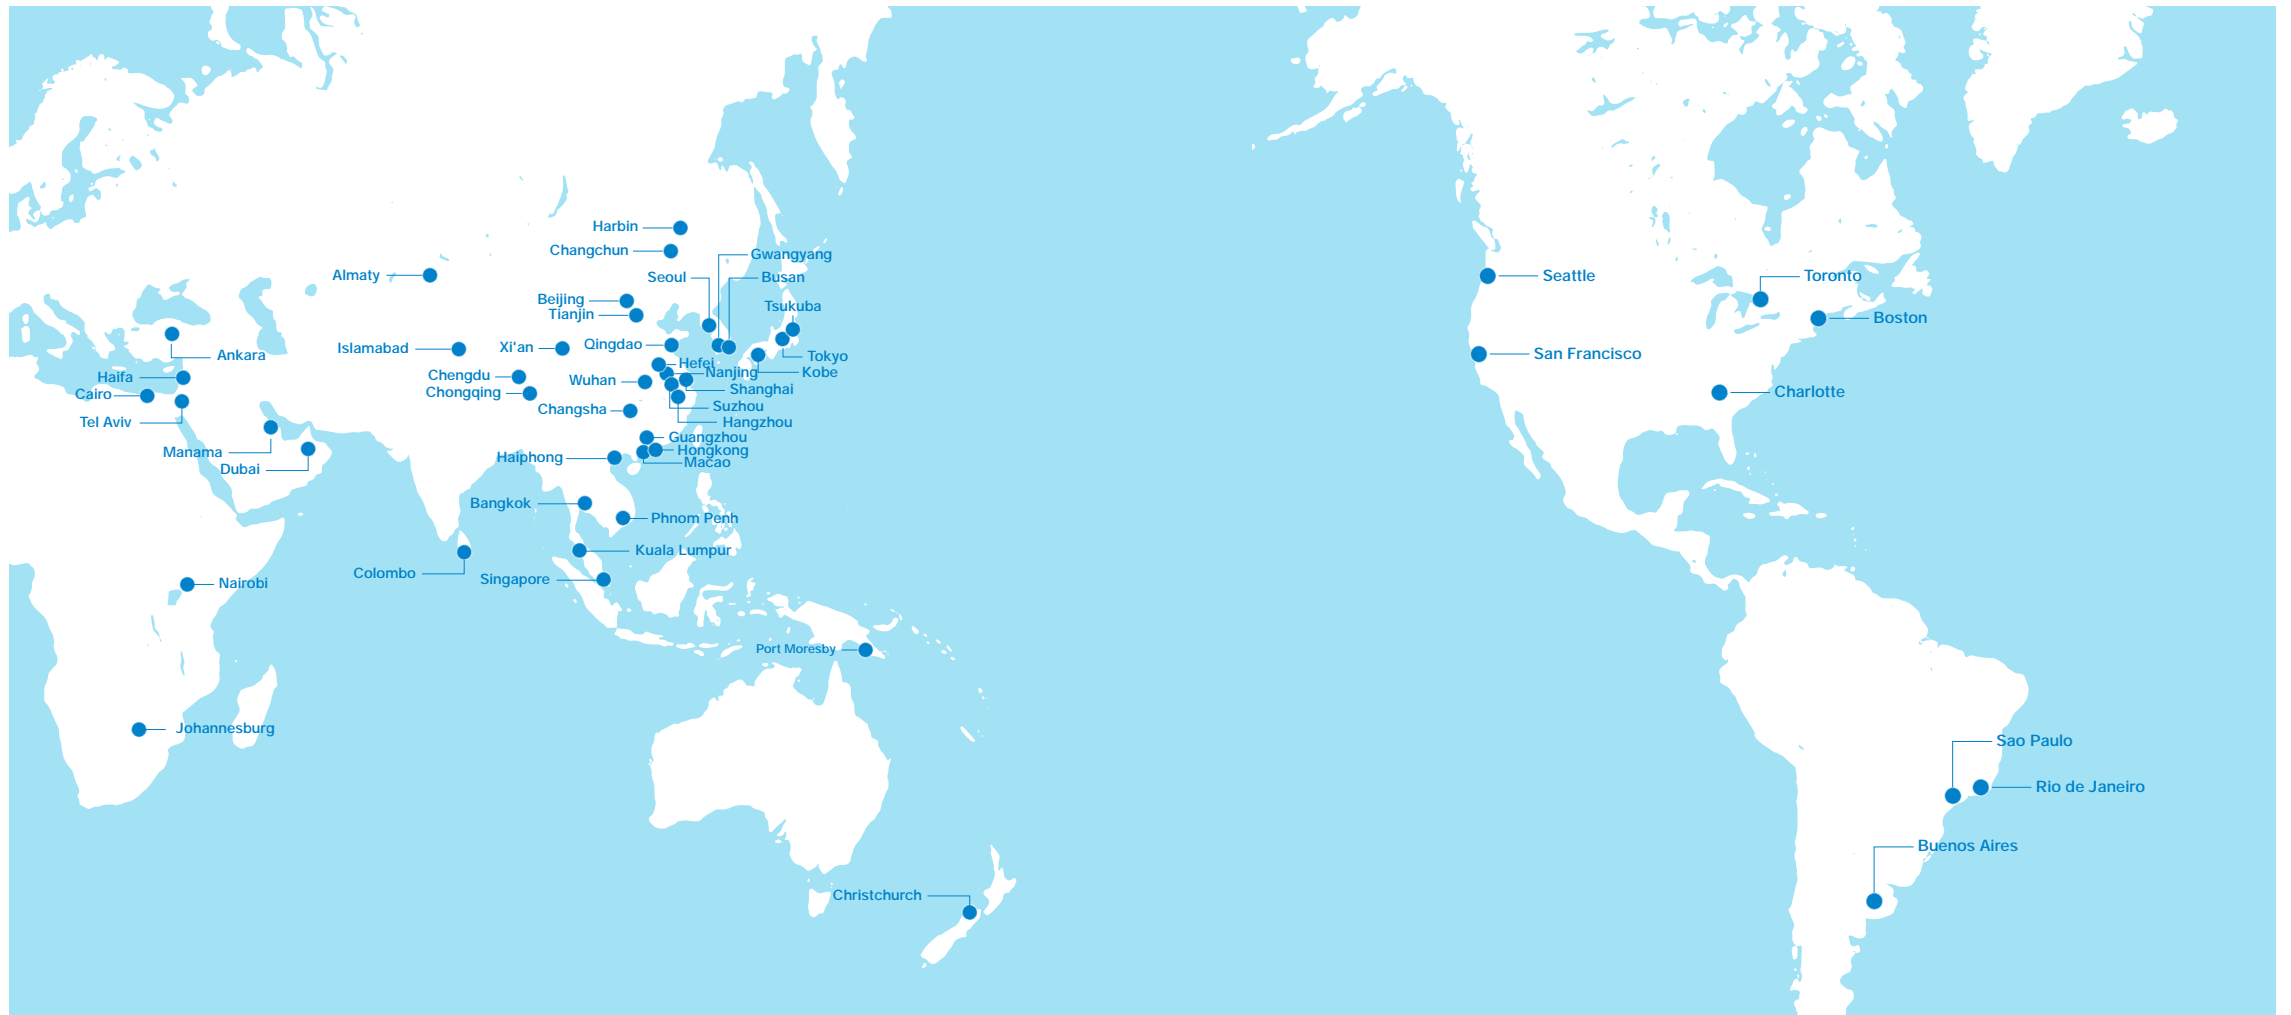 Harbin
Changchun
Gwangyang
Almaty
Seoul
Busan
Seattle
Toronto
Beijing
Tianjin
Tsukuba
Boston
Ankara
Islamabad
Xi'an
Qingdao
Tokyo
San Francisco
Hefei
Nanjing
Kobe
Haifa
Chengdu
Wuhan
Shanghai
Cairo
Chongqing
Charlotte
Changsha
Suzhou
Tel Aviv
Hangzhou
Guangzhou
Manama
Hongkong
Dubai
Haiphong
Macao
Bangkok
Phnom Penh
Kuala Lumpur
Colombo
Singapore
Nairobi
Port Moresby
Johannesburg
Sao Paulo
Rio de Janeiro
Buenos Aires
Christchurch